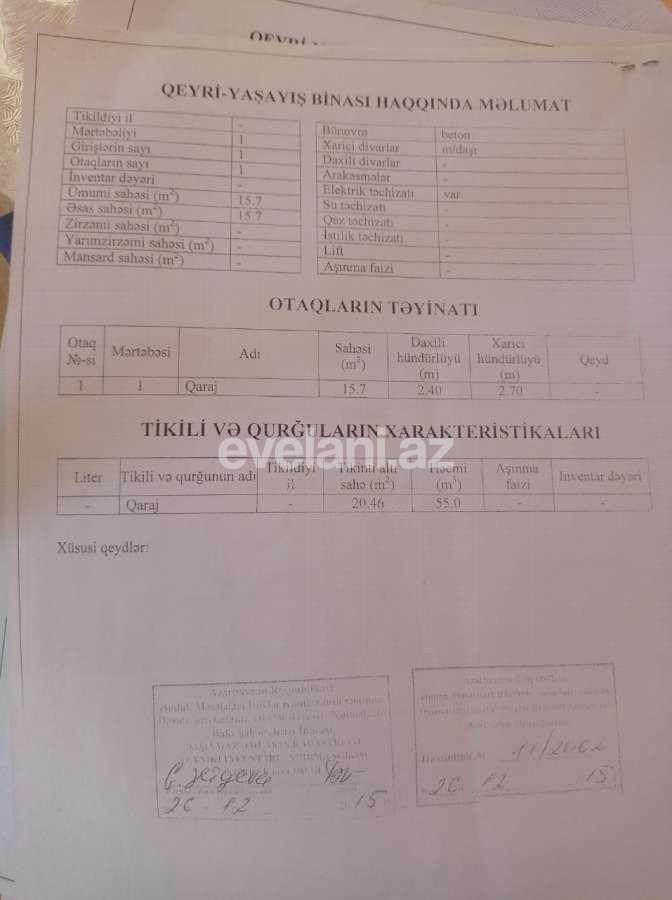 QEYRİ-YAŞAYIŞ BİNASI HAQQINDA MƏLUMAT
Tikildiyi il -
Mərtəbəliyi 1
Girişlərin sayı 1
Otaqların sayı 1
İnventar dəyəri -
Ümumi sahəsi (m²) 15.7
Əsas sahəsi (m²) 15.7
Zirzəmi sahəsi (m²) -
Yarımzirzəmi sahəsi (m²) -
Mansard sahəsi (m²) -
Bünövrə beton
Xarici divarlar m/daşı
Daxili divarlar -
Arakəsmələr -
Elektrik təchizatı var
Su təchizatı -
Qaz təchizatı -
İstilik təchizatı -
Lift -
Aşınma faizi -
OTAQLARIN TƏYİNATI
Otaq №-si Mərtəbəsi Adı Sahəsi (m²) Daxili hündürlüyü (m) Xarici hündürlüyü (m) Qeyd
1 1 Qaraj 15.7 2.40 2.70 -
TİKİLİ VƏ QURĞULARIN XARAKTERİSTİKALARI
evelani.az
Liter Tikili və qurğunun adı Tikildiyi il Tikinti altı sahə (m²) Həcmi (m³) Aşınma faizi İnventar dəyəri
- Qaraj - 20.46 55.0 - -
Xüsusi qeydlər:
Azərbaycan Respublikası
26 12 2015
Azərbaycan Respublikası
26 12 15